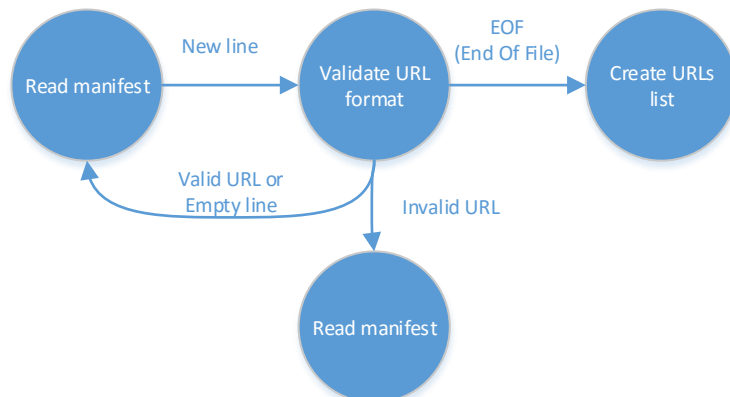 EOF
(End Of File)
New line
Read manifest
Validate URL
format
Create URLs
list
Valid URL or
Empty line
Invalid URL
Read manifest